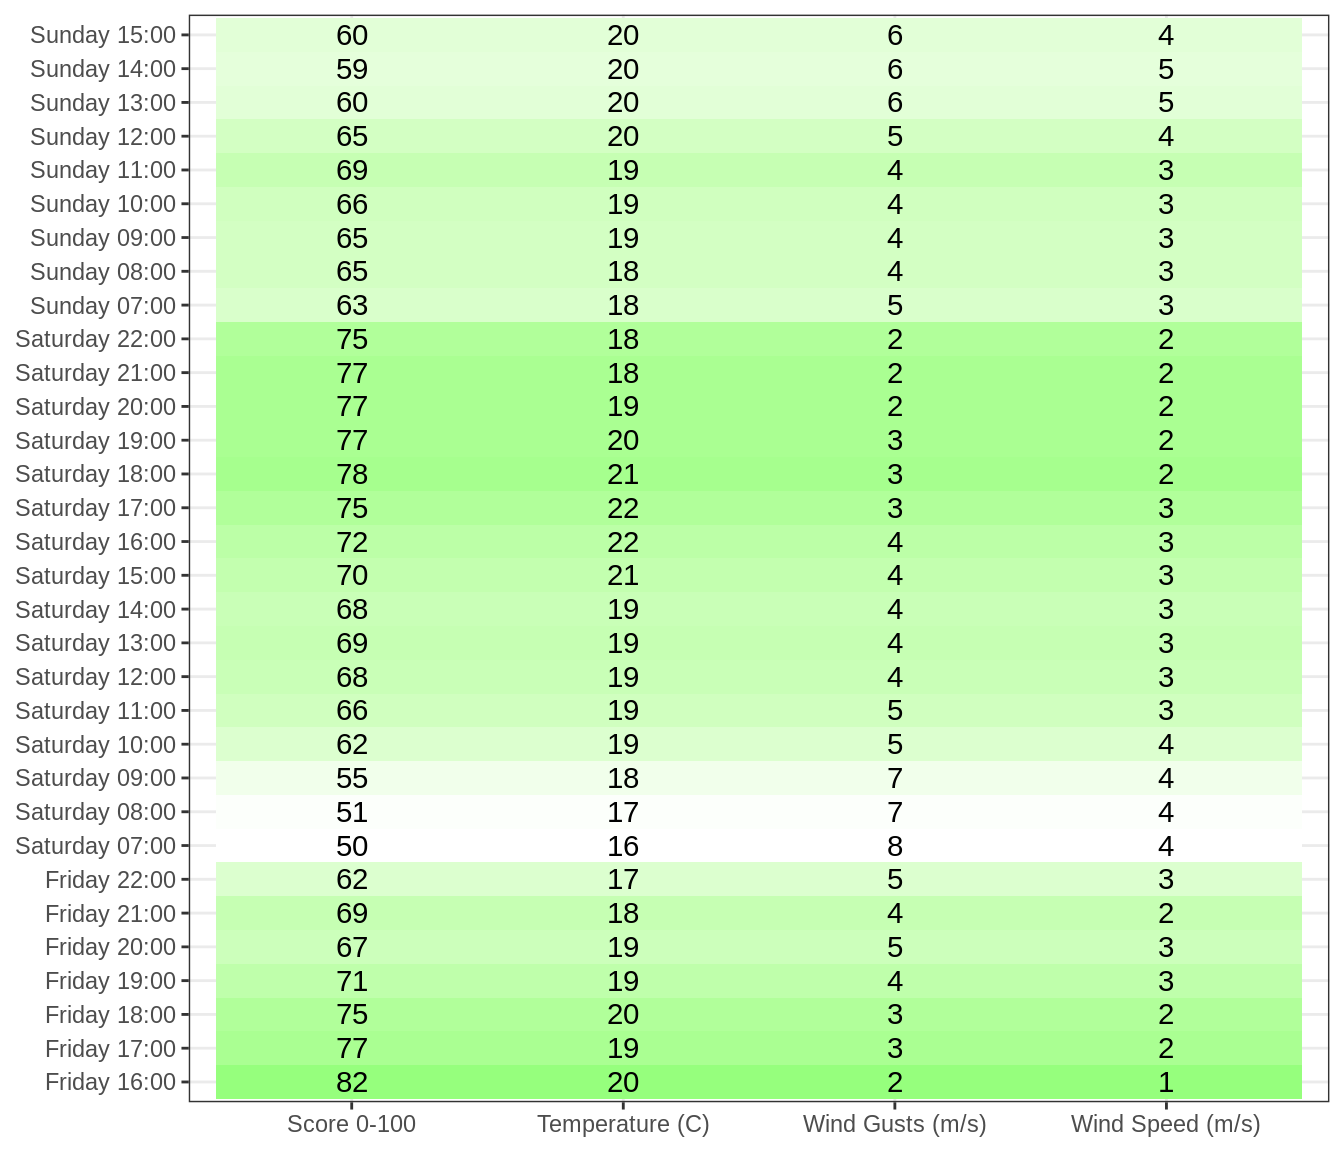 Sunday 15:00 60 20 6 4
Sunday 14:00 59 20 6 5
Sunday 13:00 60 20 6 5
Sunday 12:00 65 20 5 4
Sunday 11:00 69 19 4 3
Sunday 10:00 66 19 4 3
Sunday 09:00 65 19 4 3
Sunday 08:00 65 18 4 3
Sunday 07:00 63 18 5 3
Saturday 22:00 75 18 2 2
Saturday 21:00 77 18 2 2
Saturday 20:00 77 19 2 2
Saturday 19:00 77 20 3 2
Saturday 18:00 78 21 3 2
Saturday 17:00 75 22 3 3
Saturday 16:00 72 22 4 3
Saturday 15:00 70 21 4 3
Saturday 14:00 68 19 4 3
Saturday 13:00 69 19 4 3
Saturday 12:00 68 19 4 3
Saturday 11:00 66 19 5 3
Saturday 10:00 62 19 5 4
Saturday 09:00 55 18 7 4
Saturday 08:00 51 17 7 4
Saturday 07:00 50 16 8 4
Friday 22:00 62 17 5 3
Friday 21:00 69 18 4 2
Friday 20:00 67 19 5 3
Friday 19:00 71 19 4 3
Friday 18:00 75 20 3 2
Friday 17:00 77 19 3 2
Friday 16:00 82 20 2 1
Score 0-100 Temperature (C) Wind Gusts (m/s) Wind Speed (m/s)